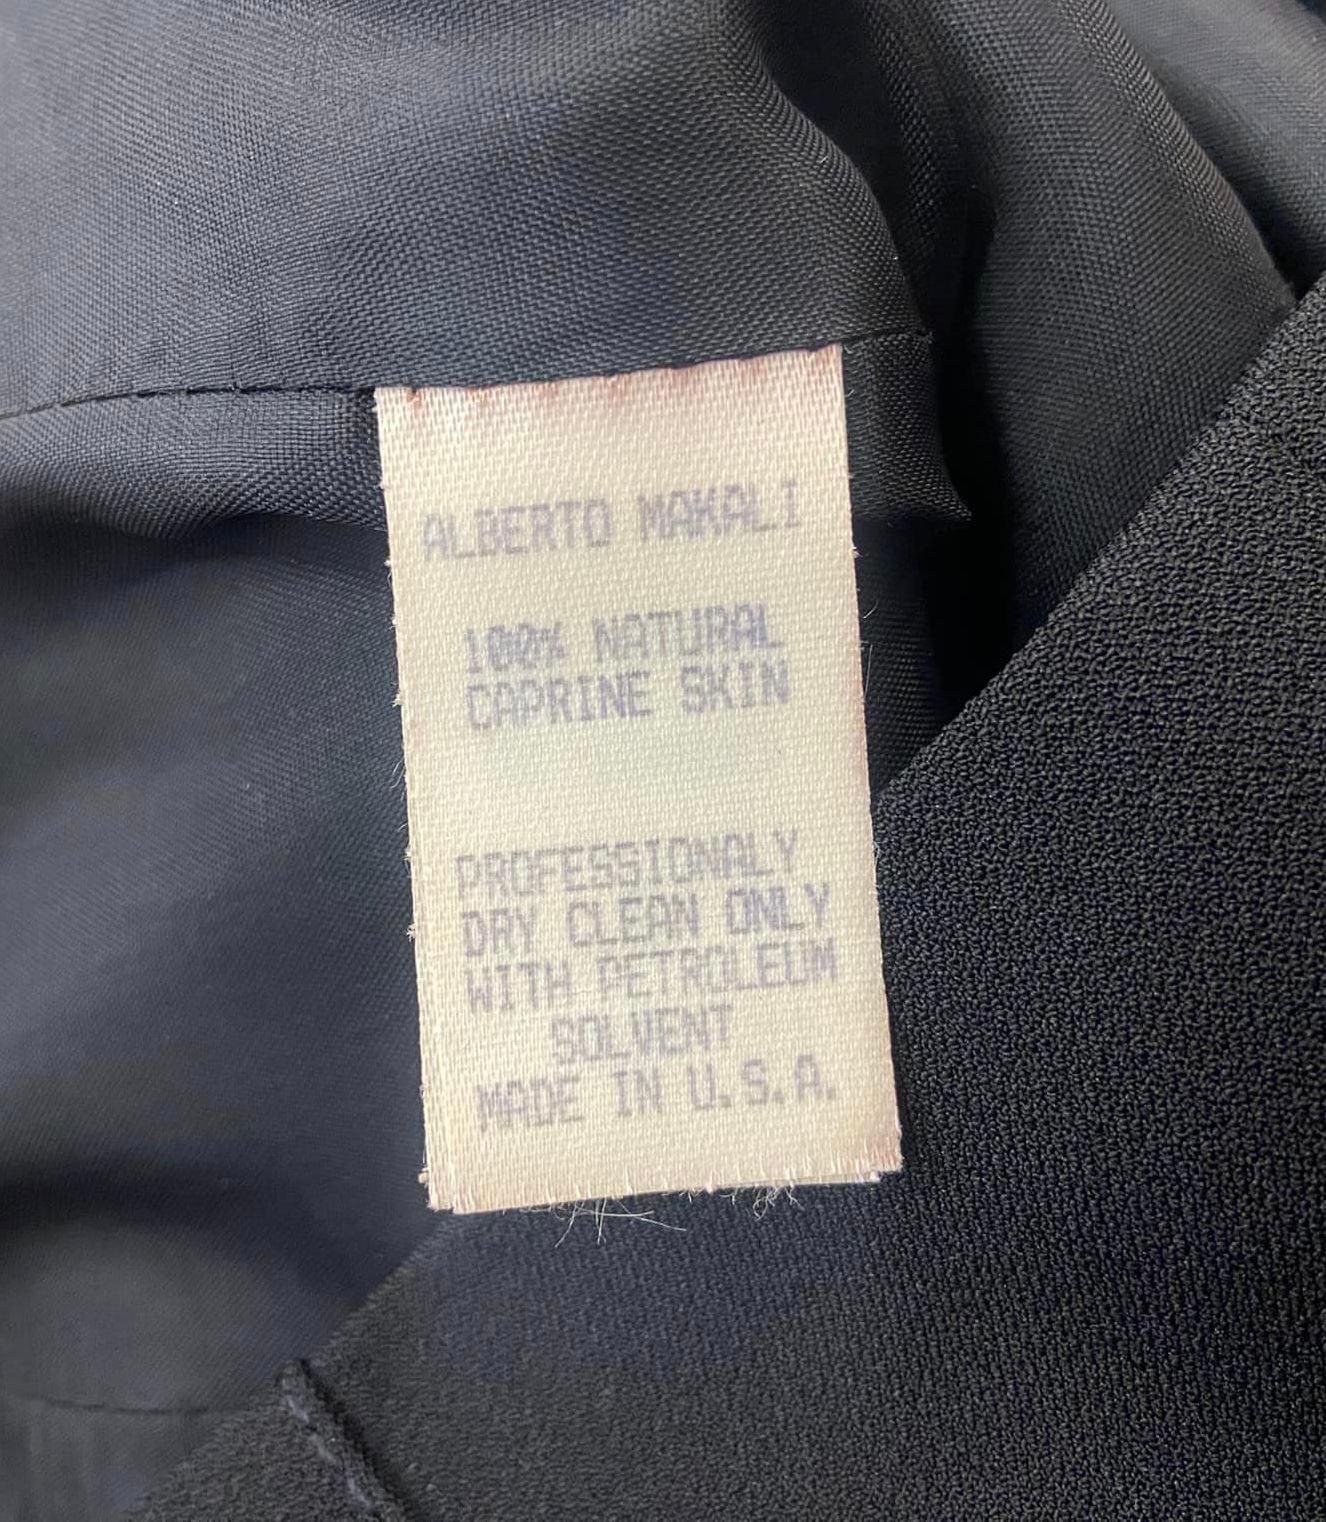 ALBERTO MAKALI
100% NATURAL
CAPRINE SKIN
PROFESSIONALY
DRY CLEAN ONLY
WITH PETROLEUM
SOLVENT
MADE IN U.S.A.